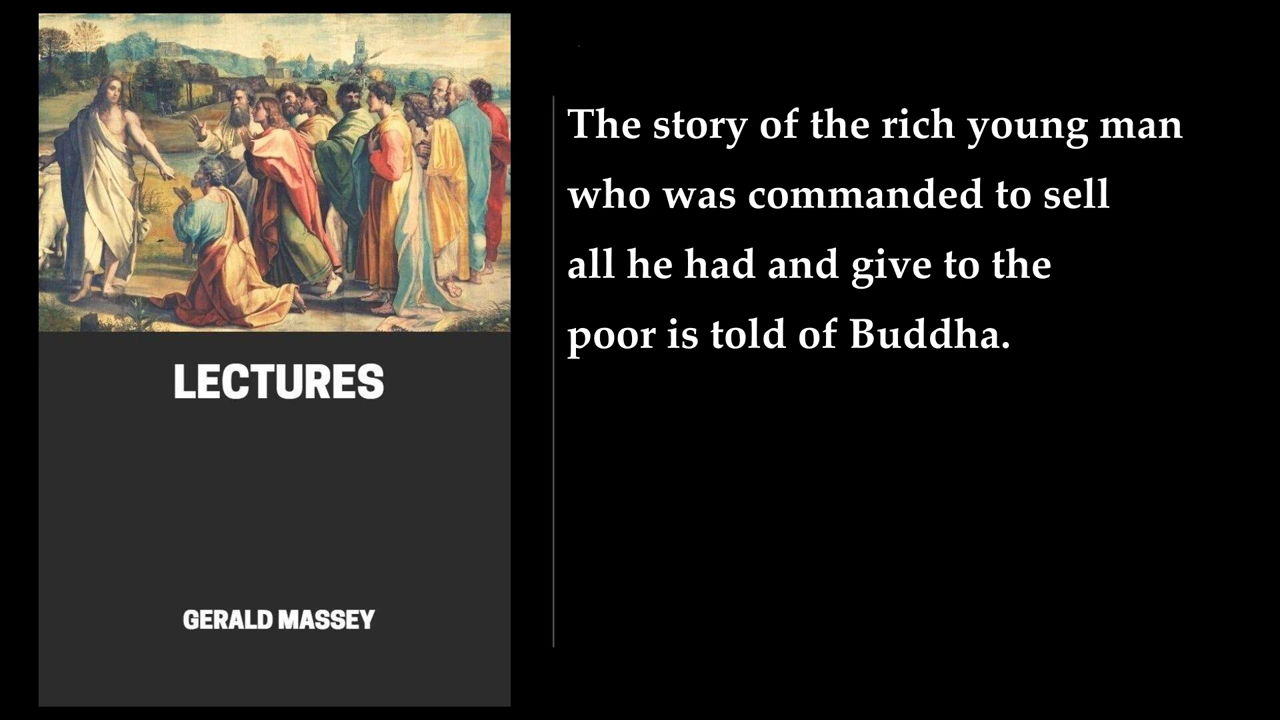 LECTURES
GERALD MASSEY
The story of the rich young man
who was commanded to sell
all he had and give to the
poor is told of Buddha.